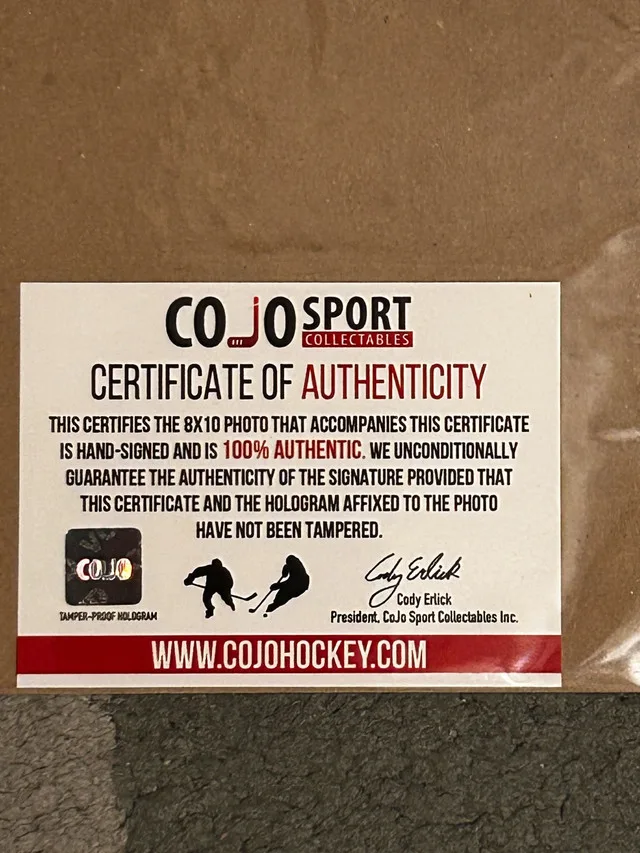 COJO SPORT
COLLECTABLES
CERTIFICATE OF AUTHENTICITY
THIS CERTIFIES THE 8X10 PHOTO THAT ACCOMPANIES THIS CERTIFICATE
IS HAND-SIGNED AND IS 100% AUTHENTIC. WE UNCONDITIONALLY
GUARANTEE THE AUTHENTICITY OF THE SIGNATURE PROVIDED THAT
THIS CERTIFICATE AND THE HOLOGRAM AFFIXED TO THE PHOTO
HAVE NOT BEEN TAMPERED.
COJO
TAMPER-PROOF HOLOGRAM
Cody Erlick
Cody Erlick
President, CoJo Sport Collectables Inc.
WWW.COJOHOCKEY.COM